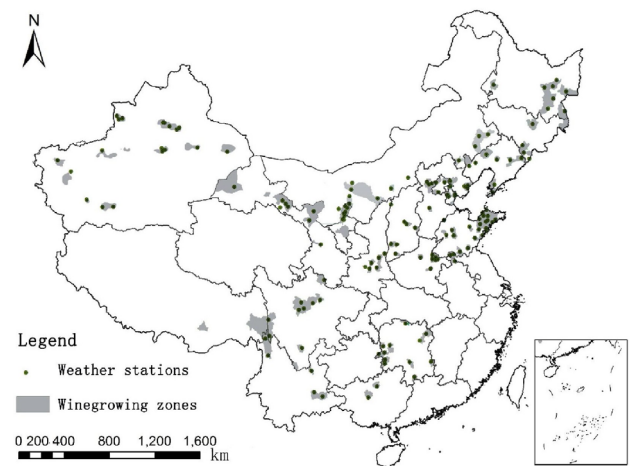 N
Legend
Weather stations
Winegrowing zones
0 200 400 800 1,200 1,600
km